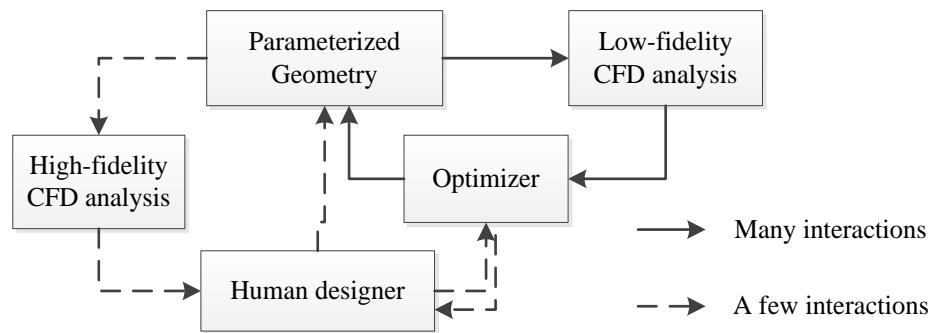 Parameterized
Geometry
Low-fidelity
CFD analysis
High-fidelity
CFD analysis
Optimizer
Human designer
Many interactions
A few interactions